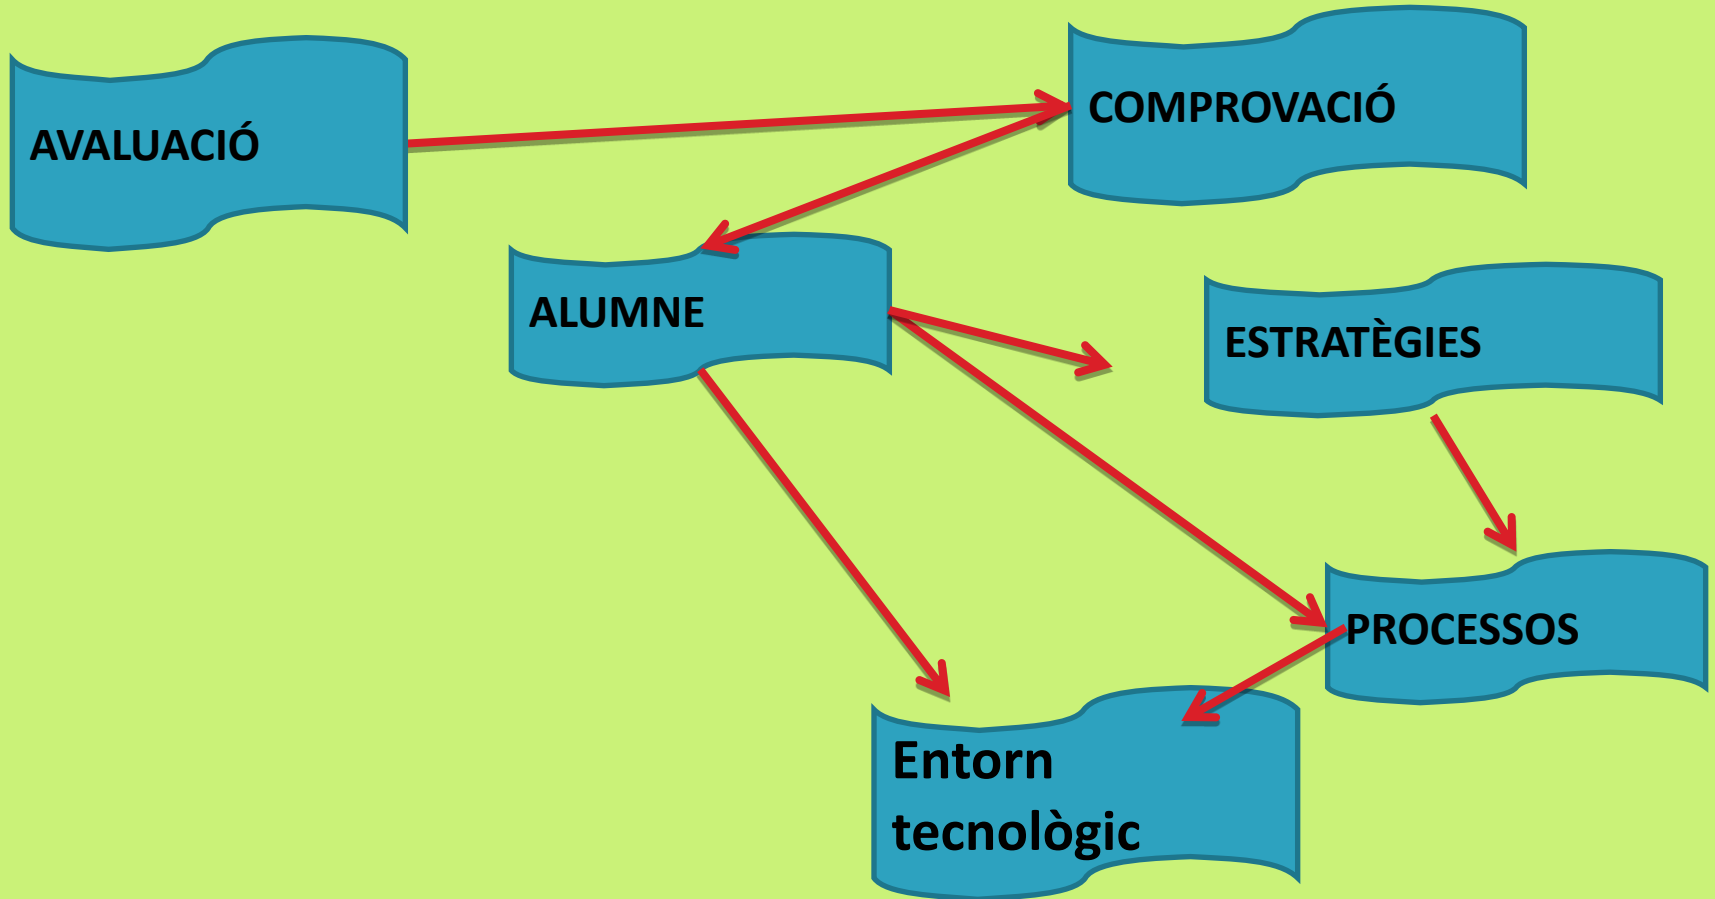 AVALUACIÓ
COMPROVACIÓ
ALUMNE
ESTRATÈGIES
PROCESSOS
Entorn
tecnològic